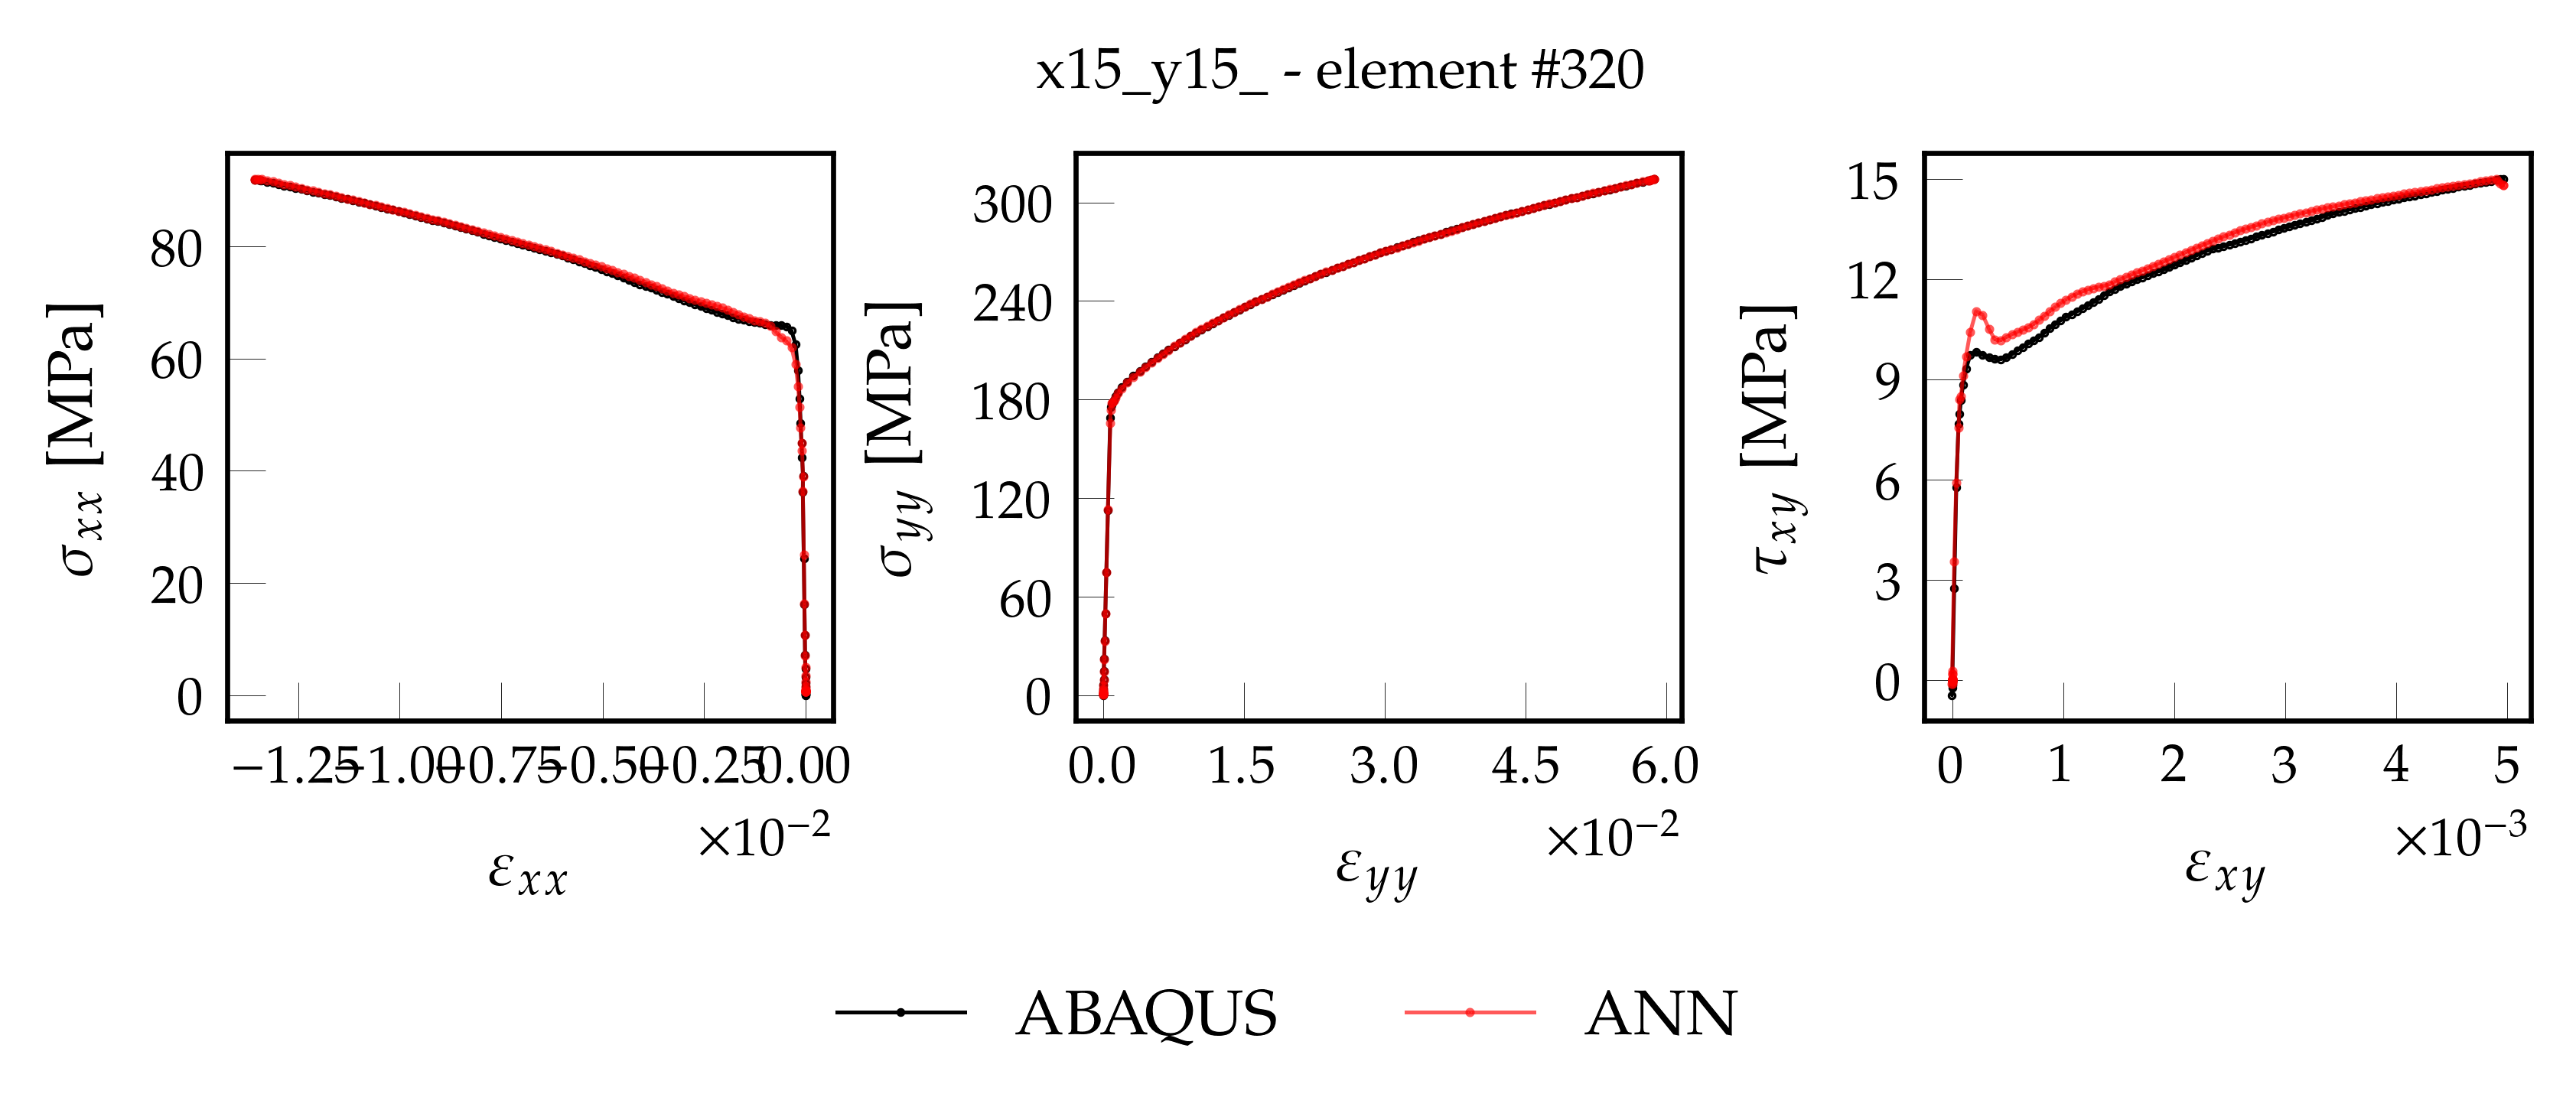 x15_y15_ - element #320
σxx [MPa]
80
60
40
20
0
−1.25 −1.00 −0.75 −0.50 −0.25 0.00
×10−2
εxx
σyy [MPa]
300
240
180
120
60
0
0.0 1.5 3.0 4.5 6.0
×10−2
εyy
τxy [MPa]
15
12
9
6
3
0
0 1 2 3 4 5
×10−3
εxy
ABAQUS ANN